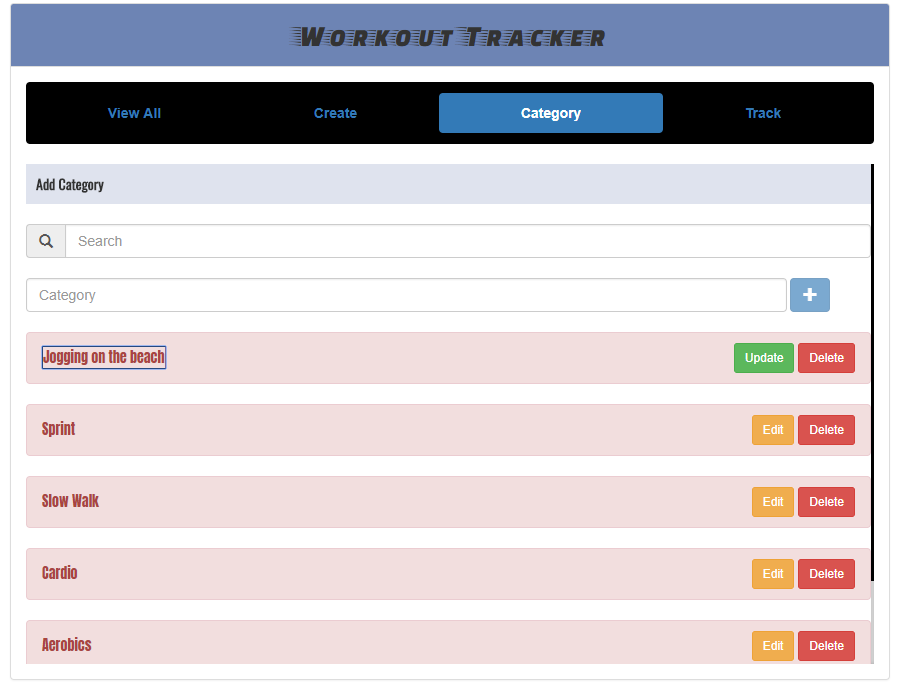 Workout Tracker
View All Create Category Track
Add Category
Search
Category
Jogging on the beach Update Delete
Sprint Edit Delete
Slow Walk Edit Delete
Cardio Edit Delete
Aerobics Edit Delete